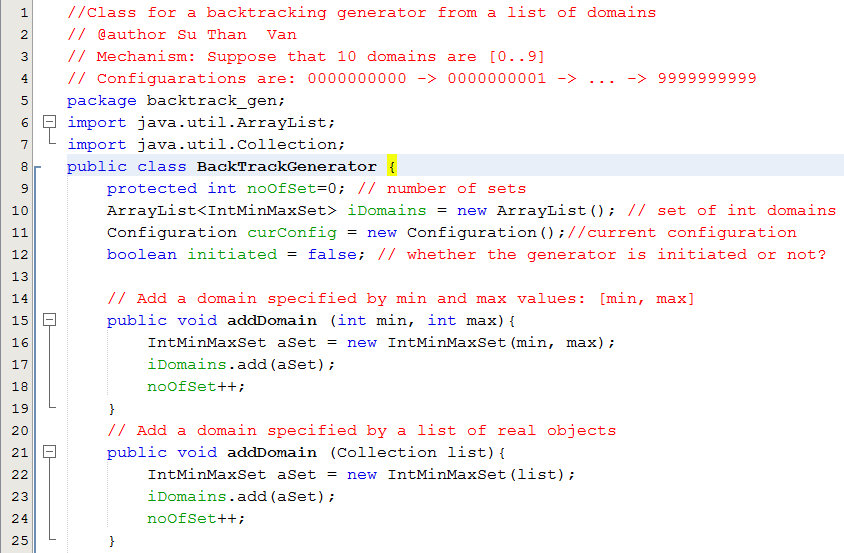 1 //Class for a backtracking generator from a list of domains
2 // @author Su Than  Van
3 // Mechanism: Suppose that 10 domains are [0..9]
4 // Configuarations are: 0000000000 -> 0000000001 -> ... -> 9999999999
5 package backtrack_gen;
6 import java.util.ArrayList;
7 import java.util.Collection;
8 public class BackTrackGenerator {
9     protected int noOfSet=0; // number of sets
10     ArrayList<IntMinMaxSet> iDomains = new ArrayList(); // set of int domains
11     Configuration curConfig = new Configuration();//current configuration
12     boolean initiated = false; // whether the generator is initiated or not?
13
14     // Add a domain specified by min and max values: [min, max]
15     public void addDomain (int min, int max){
16         IntMinMaxSet aSet = new IntMinMaxSet(min, max);
17         iDomains.add(aSet);
18         noOfSet++;
19     }
20     // Add a domain specified by a list of real objects
21     public void addDomain (Collection list){
22         IntMinMaxSet aSet = new IntMinMaxSet(list);
23         iDomains.add(aSet);
24         noOfSet++;
25     }